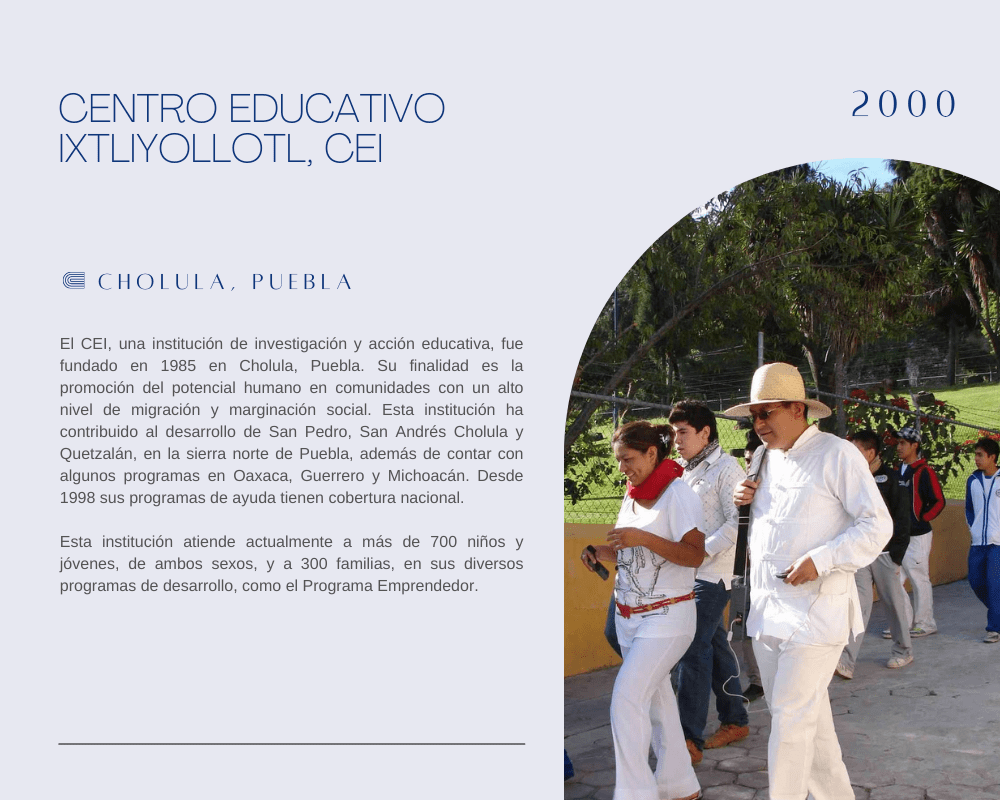 CENTRO EDUCATIVO
IXTLIYOLLOTL, CEI
2000
CHOLULA, PUEBLA
El CEI, una institución de investigación y acción educativa, fue
fundado en 1985 en Cholula, Puebla. Su finalidad es la
promoción del potencial humano en comunidades con un alto
nivel de migración y marginación social. Esta institución ha
contribuido al desarrollo de San Pedro, San Andrés Cholula y
Quetzalán, en la sierra norte de Puebla, además de contar con
algunos programas en Oaxaca, Guerrero y Michoacán. Desde
1998 sus programas de ayuda tienen cobertura nacional.
Esta institución atiende actualmente a más de 700 niños y
jóvenes, de ambos sexos, y a 300 familias, en sus diversos
programas de desarrollo, como el Programa Emprendedor.